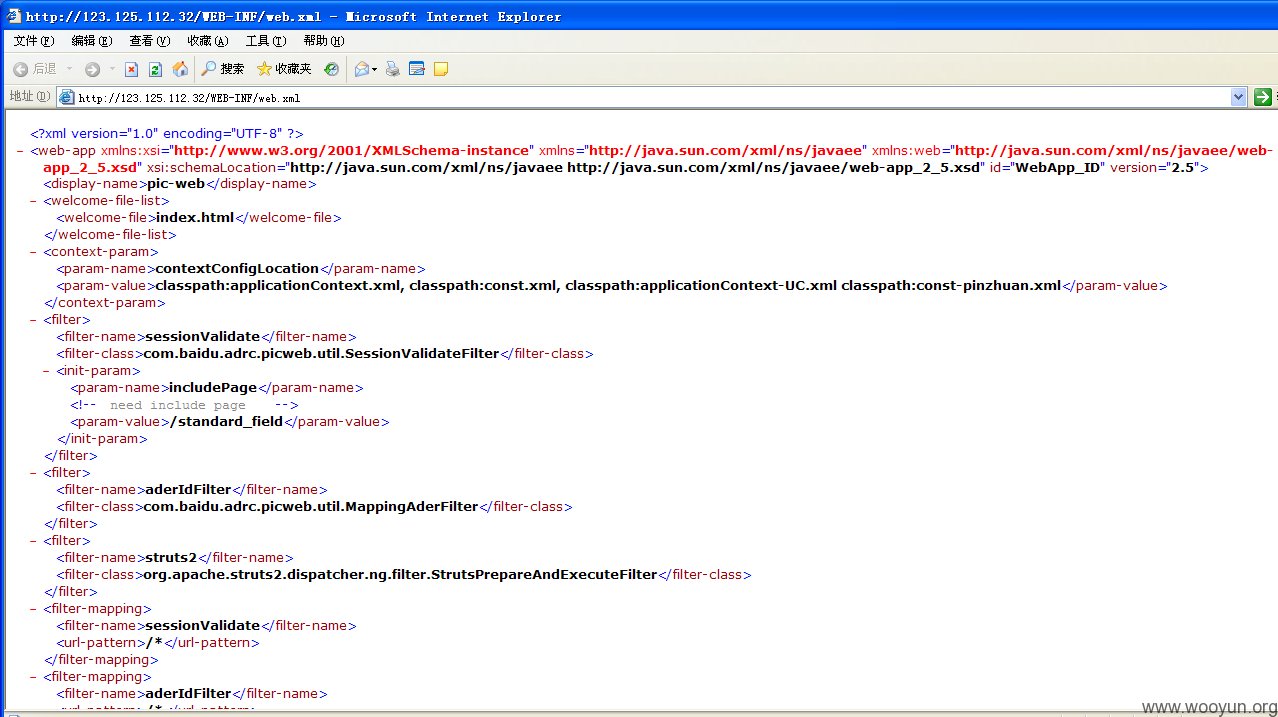 http://123.125.112.32/WEB-INF/web.xml - Microsoft Internet Explorer
文件(F) 编辑(E) 查看(V) 收藏(A) 工具(T) 帮助(H)
后退 搜索 收藏夹
地址(D) http://123.125.112.32/WEB-INF/web.xml
<?xml version="1.0" encoding="UTF-8" ?>
- <web-app xmlns:xsi="http://www.w3.org/2001/XMLSchema-instance" xmlns="http://java.sun.com/xml/ns/javaee" xmlns:web="http://java.sun.com/xml/ns/javaee/web-
app_2_5.xsd" xsi:schemaLocation="http://java.sun.com/xml/ns/javaee http://java.sun.com/xml/ns/javaee/web-app_2_5.xsd" id="WebApp_ID" version="2.5">
<display-name>pic-web</display-name>
- <welcome-file-list>
<welcome-file>index.html</welcome-file>
</welcome-file-list>
- <context-param>
<param-name>contextConfigLocation</param-name>
<param-value>classpath:applicationContext.xml, classpath:const.xml, classpath:applicationContext-UC.xml classpath:const-pinzhuan.xml</param-value>
</context-param>
- <filter>
<filter-name>sessionValidate</filter-name>
<filter-class>com.baidu.adrc.picweb.util.SessionValidateFilter</filter-class>
- <init-param>
<param-name>includePage</param-name>
<!-- need include page -->
<param-value>/standard_field</param-value>
</init-param>
</filter>
- <filter>
<filter-name>aderIdFilter</filter-name>
<filter-class>com.baidu.adrc.picweb.util.MappingAderFilter</filter-class>
</filter>
- <filter>
<filter-name>struts2</filter-name>
<filter-class>org.apache.struts2.dispatcher.ng.filter.StrutsPrepareAndExecuteFilter</filter-class>
</filter>
- <filter-mapping>
<filter-name>sessionValidate</filter-name>
<url-pattern>/*</url-pattern>
</filter-mapping>
- <filter-mapping>
<filter-name>aderIdFilter</filter-name>
<url-pattern>/*</url-pattern>
www.wooyun.org